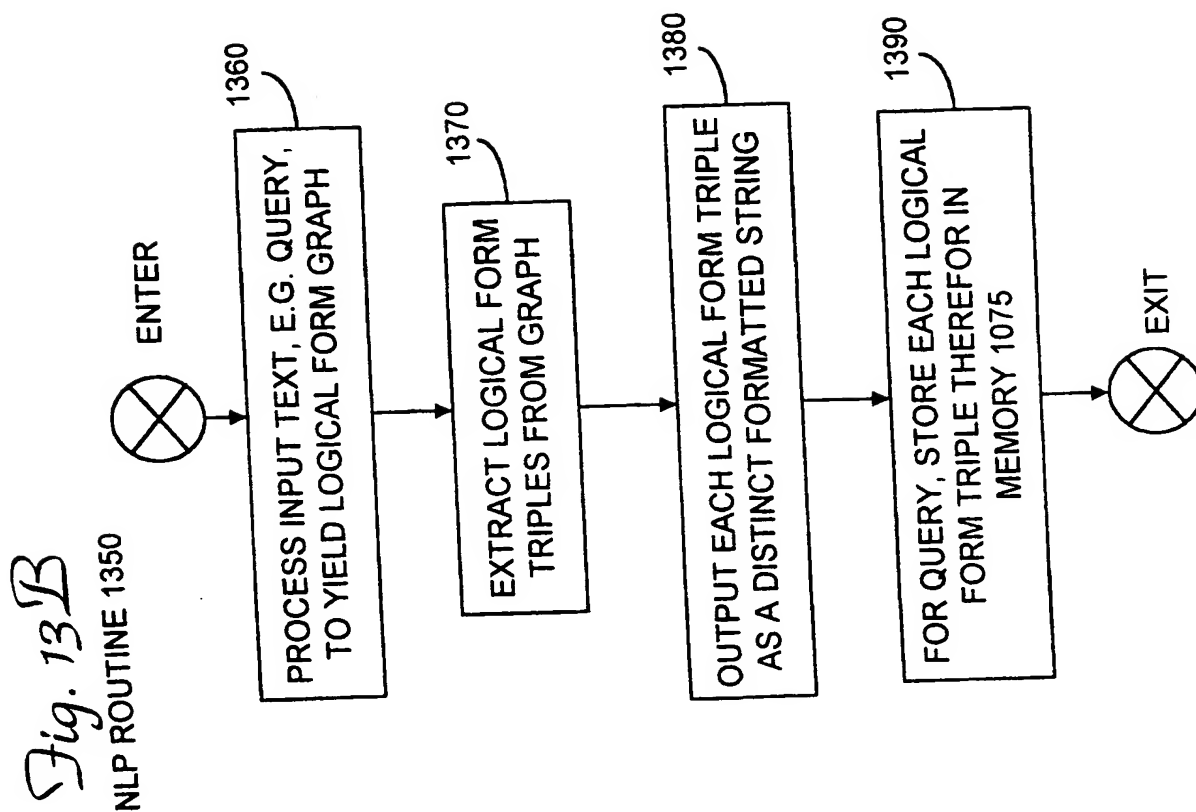 Fig. 13B
NLP ROUTINE 1350
ENTER
1360
PROCESS INPUT TEXT, E.G. QUERY,
TO YIELD LOGICAL FORM GRAPH
1370
EXTRACT LOGICAL FORM
TRIPLES FROM GRAPH
1380
OUTPUT EACH LOGICAL FORM TRIPLE
AS A DISTINCT FORMATTED STRING
1390
FOR QUERY, STORE EACH LOGICAL
FORM TRIPLE THEREFOR IN
MEMORY 1075
EXIT